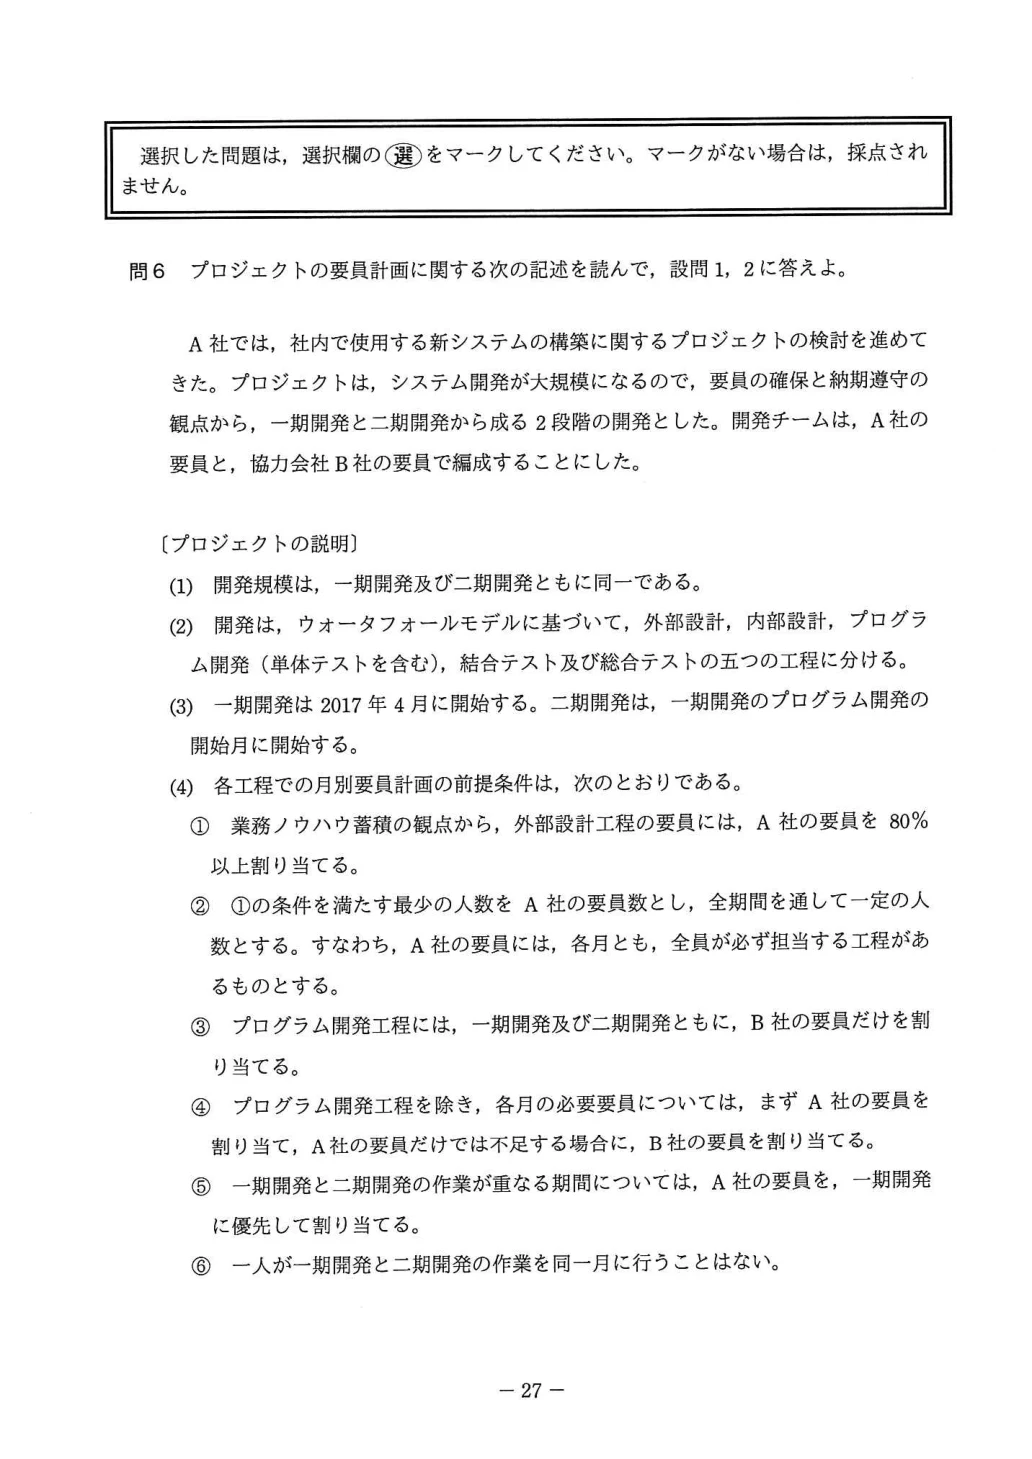 選択した問題は，選択欄の選をマークしてください。マークがない場合は，採点され
ません。
問6 プロジェクトの要員計画に関する次の記述を読んで，設問1，2に答えよ。
A 社では，社内で使用する新システムの構築に関するプロジェクトの検討を進めて
きた。プロジェクトは，システム開発が大規模になるので，要員の確保と納期遵守の
観点から，一期開発と二期開発から成る2段階の開発とした。開発チームは，A社の
要員と，協力会社B社の要員で編成することにした。
〔プロジェクトの説明〕
(1) 開発規模は，一期開発及び二期開発ともに同一である。
(2) 開発は，ウォータフォールモデルに基づいて，外部設計，内部設計，プログラ
ム開発（単体テストを含む），結合テスト及び総合テストの五つの工程に分ける。
(3) 一期開発は 2017 年 4 月に開始する。二期開発は，一期開発のプログラム開発の
開始月に開始する。
(4) 各工程での月別要員計画の前提条件は，次のとおりである。
① 業務ノウハウ蓄積の観点から，外部設計工程の要員には，A 社の要員を 80%
以上割り当てる。
② ①の条件を満たす最少の人数を A 社の要員数とし，全期間を通して一定の人
数とする。すなわち，A 社の要員には，各月とも，全員が必ず担当する工程があ
るものとする。
③ プログラム開発工程には，一期開発及び二期開発ともに，B 社の要員だけを割
り当てる。
④ プログラム開発工程を除き，各月の必要要員については，まず A 社の要員を
割り当て，A社の要員だけでは不足する場合に，B社の要員を割り当てる。
⑤ 一期開発と二期開発の作業が重なる期間については，A 社の要員を，一期開発
に優先して割り当てる。
⑥ 一人が一期開発と二期開発の作業を同一月に行うことはない。
－ 27 －